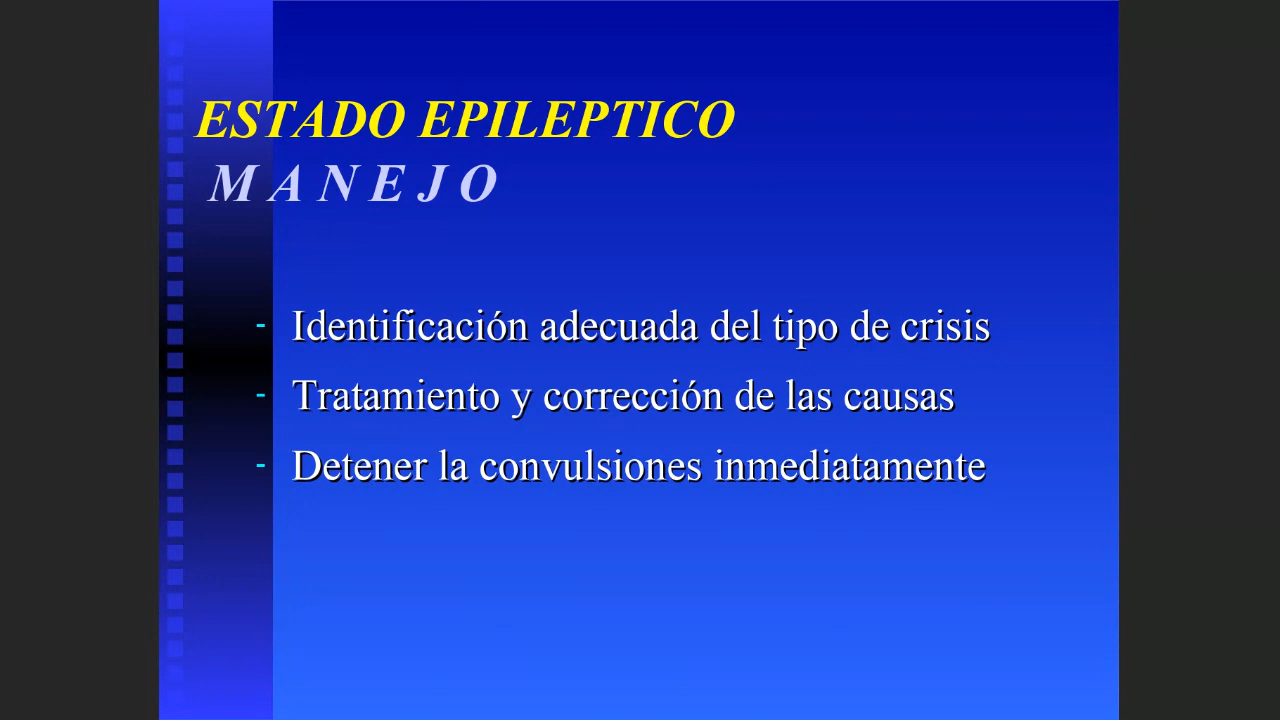 ESTADO EPILEPTICO
M A N E J O
- Identificación adecuada del tipo de crisis
- Tratamiento y corrección de las causas
- Detener la convulsiones inmediatamente